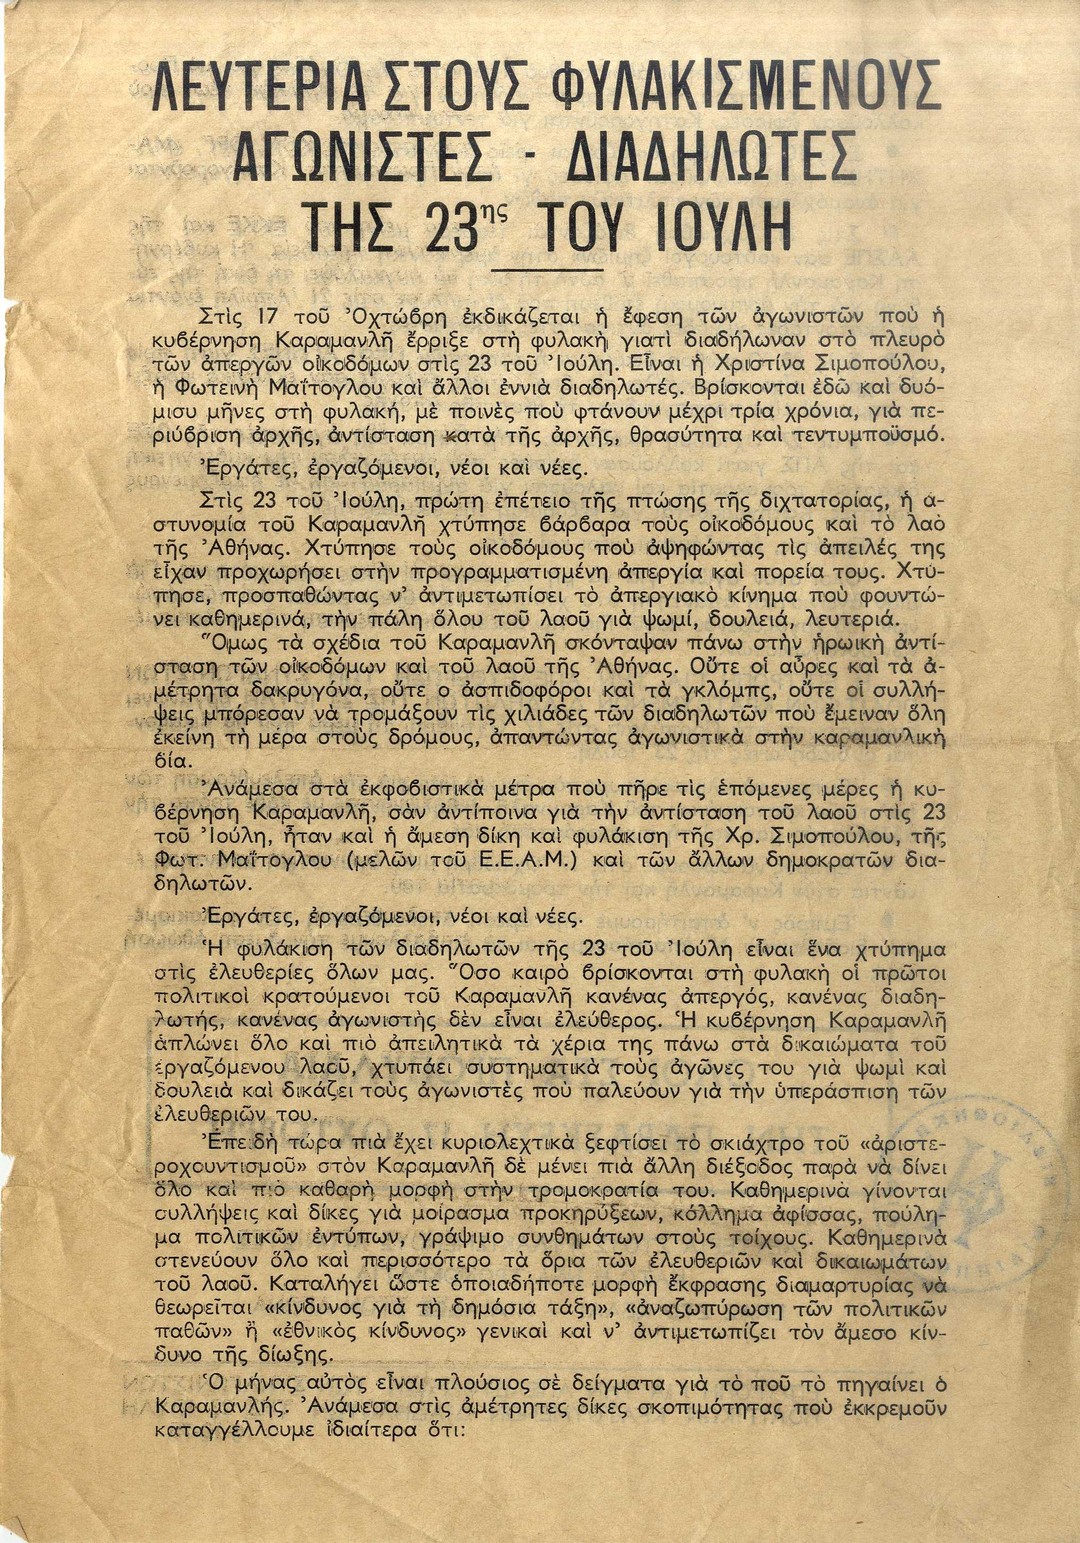 ΛΕΥΤΕΡΙΑ ΣΤΟΥΣ ΦΥΛΑΚΙΣΜΕΝΟΥΣ
ΑΓΩΝΙΣΤΕΣ - ΔΙΑΔΗΛΩΤΕΣ
ΤΗΣ 23ης ΤΟΥ ΙΟΥΛΗ
Στὶς 17 τοῦ Ὀχτώβρη ἐκδικάζεται ἡ ἔφεση τῶν ἀγωνιστῶν ποὺ ἡ
κυβέρνηση Καραμανλῆ ἔρριξε στὴ φυλακὴ γιατὶ διαδήλωναν στὸ πλευρὸ
τῶν ἀπεργῶν οἰκοδόμων στὶς 23 τοῦ Ἰούλη. Εἶναι ἡ Χριστίνα Σιμοπούλου,
ἡ Φωτεινὴ Μαΐτογλου καὶ ἄλλοι ἐννιὰ διαδηλωτές. Βρίσκονται ἐδῶ καὶ δυό-
μισυ μῆνες στὴ φυλακή, μὲ ποινὲς ποὺ φτάνουν μέχρι τρία χρόνια, γιὰ πε-
ριύβριση ἀρχῆς, ἀντίσταση κατὰ τῆς ἀρχῆς, θρασύτητα καὶ τεντυμποϋσμό.
Ἐργάτες, ἐργαζόμενοι, νέοι καὶ νέες.
Στὶς 23 τοῦ Ἰούλη, πρώτη ἐπέτειο τῆς πτώσης τῆς διχτατορίας, ἡ ἀ-
στυνομία τοῦ Καραμανλῆ χτύπησε βάρβαρα τοὺς οἰκοδόμους καὶ τὸ λαὸ
τῆς Ἀθήνας. Χτύπησε τοὺς οἰκοδόμους ποὺ ἀψηφώντας τὶς ἀπειλές της
εἶχαν προχωρήσει στὴν προγραμματισμένη ἀπεργία καὶ πορεία τους. Χτύ-
πησε, προσπαθώντας ν' ἀντιμετωπίσει τὸ ἀπεργιακὸ κίνημα ποὺ φουντώ-
νει καθημερινά, τὴν πάλη ὅλου τοῦ λαοῦ γιὰ ψωμί, δουλειά, λευτεριά.
Ὅμως τὰ σχέδια τοῦ Καραμανλῆ σκόνταψαν πάνω στὴν ἡρωικὴ ἀντί-
σταση τῶν οἰκοδόμων καὶ τοῦ λαοῦ τῆς Ἀθήνας. Οὔτε οἱ αὖρες καὶ τὰ ἀ-
μέτρητα δακρυγόνα, οὔτε ο ἀσπιδοφόροι καὶ τὰ γκλόμπς, οὔτε οἱ συλλή-
ψεις μπόρεσαν νὰ τρομάξουν τὶς χιλιάδες τῶν διαδηλωτῶν ποὺ ἔμειναν ὅλη
ἐκείνη τὴ μέρα στοὺς δρόμους, ἀπαντώντας ἀγωνιστικὰ στὴν καραμανλικὴ
βία.
Ἀνάμεσα στὰ ἐκφοβιστικὰ μέτρα ποὺ πῆρε τὶς ἑπόμενες μέρες ἡ κυ-
βέρνηση Καραμανλῆ, σὰν ἀντίποινα γιὰ τὴν ἀντίσταση τοῦ λαοῦ στὶς 23
τοῦ Ἰούλη, ἦταν καὶ ἡ ἄμεση δίκη καὶ φυλάκιση τῆς Χρ. Σιμοπούλου, τῆς
Φωτ. Μαΐτογλου (μελῶν τοῦ Ε.Ε.Α.Μ.) καὶ τῶν ἄλλων δημοκρατῶν δια-
δηλωτῶν.
Ἐργάτες, ἐργαζόμενοι, νέοι καὶ νέες.
Ἡ φυλάκιση τῶν διαδηλωτῶν τῆς 23 τοῦ Ἰούλη εἶναι ἕνα χτύπημα
στὶς ἐλευθερίες ὅλων μας. Ὅσο καιρὸ βρίσκονται στὴ φυλακὴ οἱ πρῶτοι
πολιτικοὶ κρατούμενοι τοῦ Καραμανλῆ κανένας ἀπεργός, κανένας διαδη-
λωτής, κανένας ἀγωνιστὴς δὲν εἶναι ἐλεύθερος. Ἡ κυβέρνηση Καραμανλῆ
ἁπλώνει ὅλο καὶ πιὸ ἀπειλητικὰ τὰ χέρια της πάνω στὰ δικαιώματα τοῦ
ἐργαζόμενου λαοῦ, χτυπάει συστηματικὰ τοὺς ἀγῶνες του γιὰ ψωμὶ καὶ
δουλειὰ καὶ δικάζει τοὺς ἀγωνιστὲς ποὺ παλεύουν γιὰ τὴν ὑπεράσπιση τῶν
ἐλευθεριῶν του.
Ἐπειδὴ τώρα πιὰ ἔχει κυριολεχτικὰ ξεφτίσει τὸ σκιάχτρο τοῦ «ἀριστε-
ροχουντισμοῦ» στὸν Καραμανλῆ δὲ μένει πιὰ ἄλλη διέξοδος παρὰ νὰ δίνει
ὅλο καὶ πιὸ καθαρὴ μορφὴ στὴν τρομοκρατία του. Καθημερινὰ γίνονται
συλλήψεις καὶ δίκες γιὰ μοίρασμα προκηρύξεων, κόλλημα ἀφίσσας, πούλη-
μα πολιτικῶν ἐντύπων, γράψιμο συνθημάτων στοὺς τοίχους. Καθημερινὰ
στενεύουν ὅλο καὶ περισσότερο τὰ ὅρια τῶν ἐλευθεριῶν καὶ δικαιωμάτων
τοῦ λαοῦ. Καταλήγει ὥστε ὁποιαδήποτε μορφὴ ἔκφρασης διαμαρτυρίας νὰ
θεωρεῖται «κίνδυνος γιὰ τὴ δημόσια τάξη», «ἀναζωπύρωση τῶν πολιτικῶν
παθῶν» ἢ «ἐθνικὸς κίνδυνος» γενικαὶ καὶ ν' ἀντιμετωπίζει τὸν ἄμεσο κίν-
δυνο τῆς δίωξης.
Ὁ μήνας αὐτὸς εἶναι πλούσιος σὲ δείγματα γιὰ τὸ ποῦ τὸ πηγαίνει ὁ
Καραμανλής. Ἀνάμεσα στὶς ἀμέτρητες δίκες σκοπιμότητας ποὺ ἐκκρεμοῦν
καταγγέλλουμε ἰδιαίτερα ὅτι: